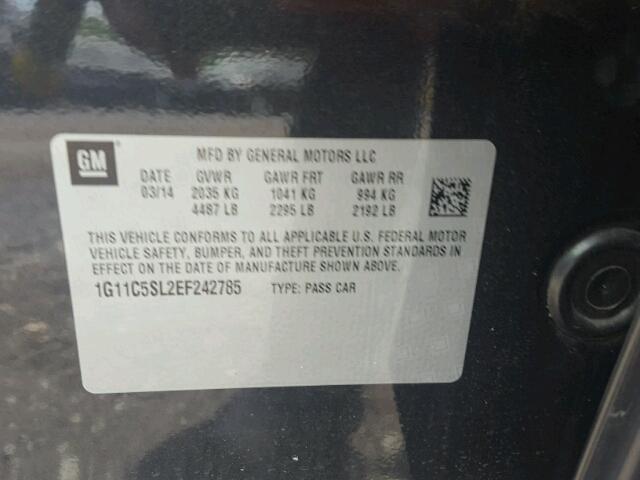 GM
MFD BY GENERAL MOTORS LLC
DATE GVWR GAWR FRT GAWR RR
03/14 2035 KG 1041 KG 994 KG
4487 LB 2295 LB 2192 LB
THIS VEHICLE CONFORMS TO ALL APPLICABLE U.S. FEDERAL MOTOR
VEHICLE SAFETY, BUMPER, AND THEFT PREVENTION STANDARDS IN
EFFECT ON THE DATE OF MANUFACTURE SHOWN ABOVE.
1G11C5SL2EF242785 TYPE: PASS CAR